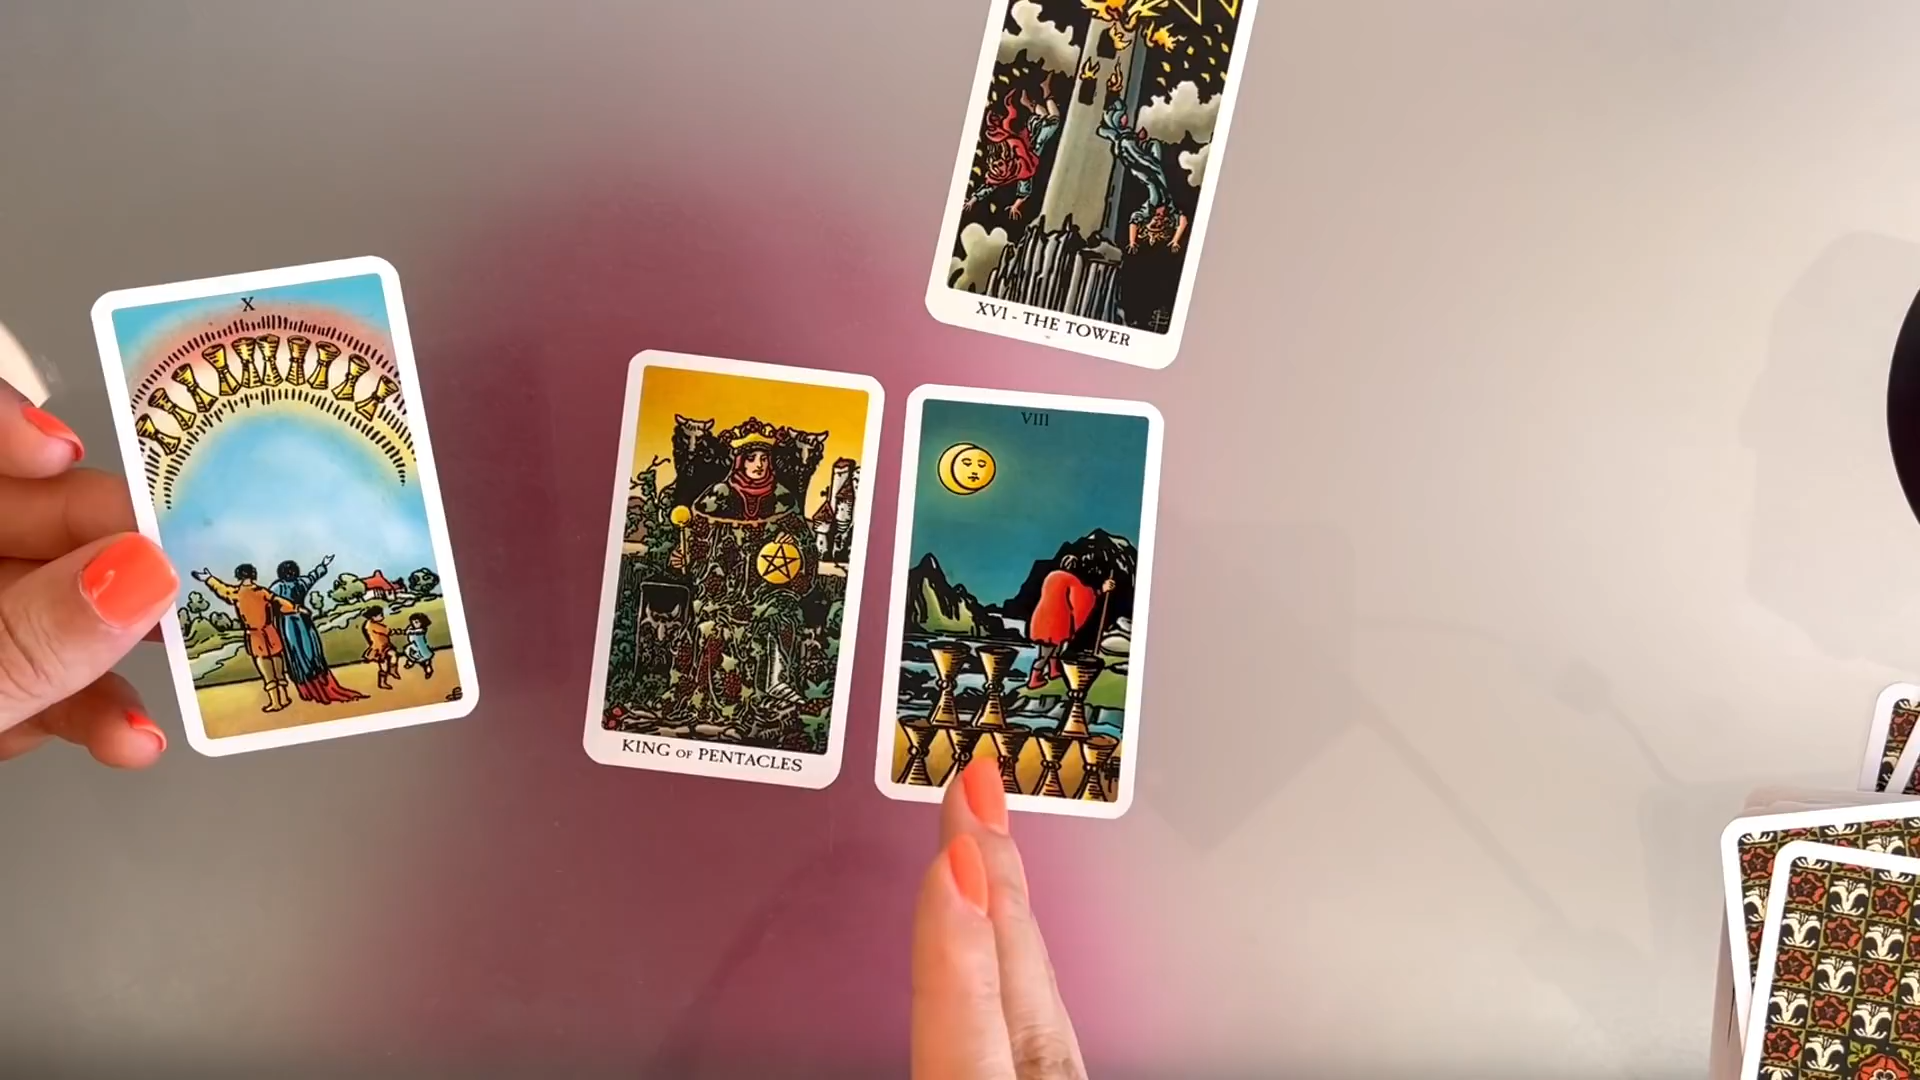 XVI - THE TOWER
X
KING OF PENTACLES
VIII